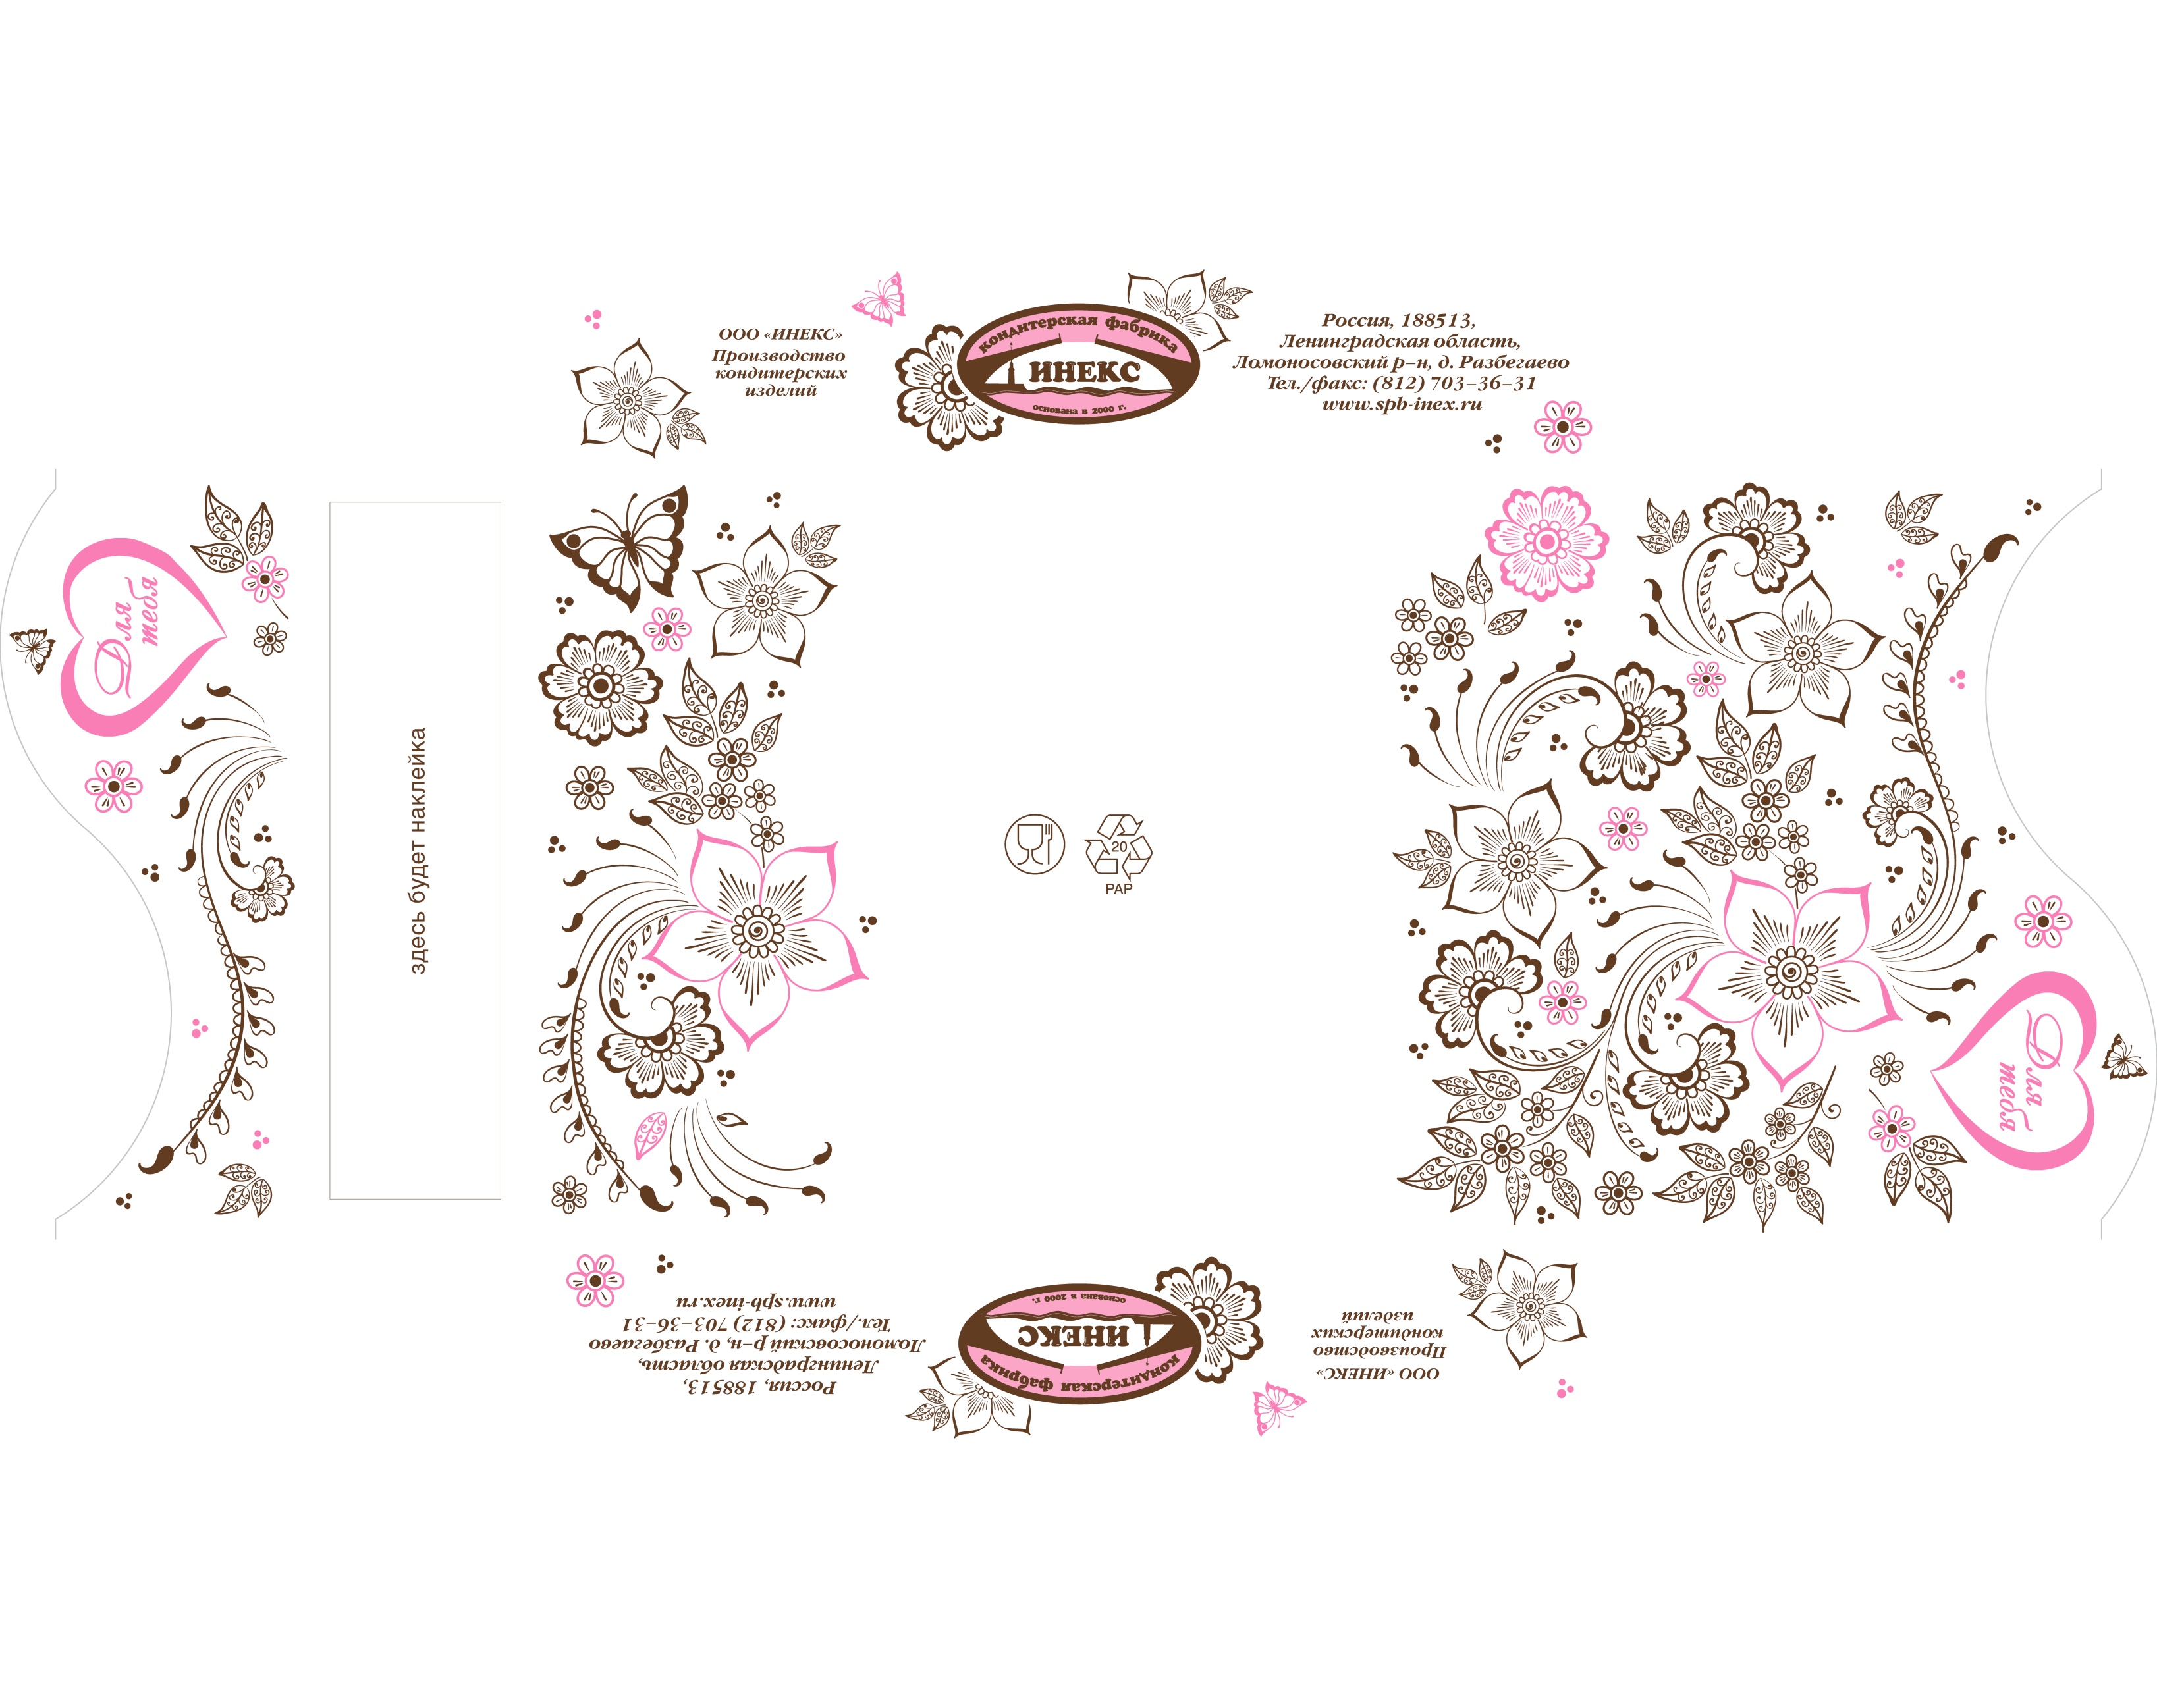 ООО «ИНЕКС»
Производство
кондитерских
изделий
кондитерская фабрика
ИНЕКС
основана в 2000 г.
Россия, 188513,
Ленинградская область,
Ломоносовский р-н, д. Разбегаево
Тел./факс: (812) 703-36-31
www.spb-inex.ru
Для
тебя
здесь будет наклейка
20
PAP
Для
тебя
Россия, 188513,
Ленинградская область,
Ломоносовский р-н, д. Разбегаево
Тел./факс: (812) 703-36-31
www.spb-inex.ru
кондитерская фабрика
ИНЕКС
основана в 2000 г.
ООО «ИНЕКС»
Производство
кондитерских
изделий